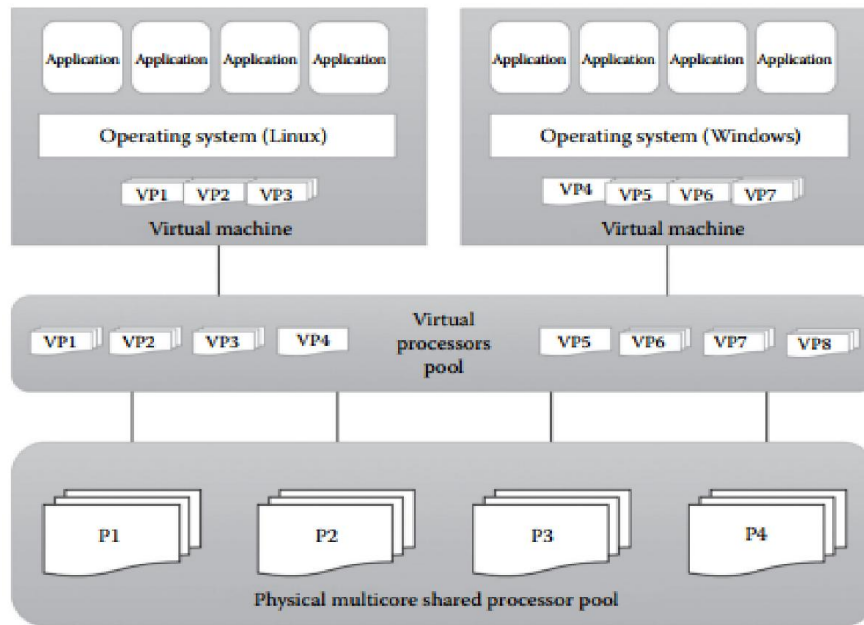 Application Application Application Application
Application Application Application Application
Operating system (Linux)
Operating system (Windows)
VP1 VP2 VP3
VP4 VP5 VP6 VP7
Virtual machine
Virtual machine
VP1 VP2 VP3 VP4
Virtual
processors
pool
VP5 VP6 VP7 VP8
P1 P2 P3 P4
Physical multicore shared processor pool